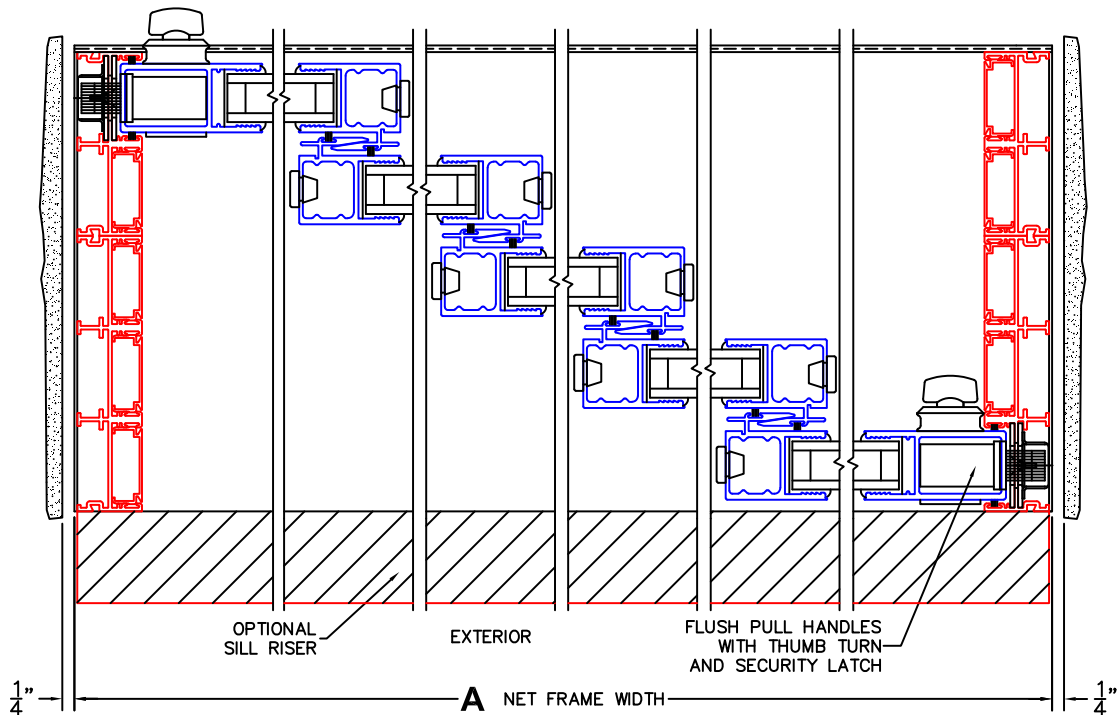 OPTIONAL
SILL RISER
EXTERIOR
FLUSH PULL HANDLES
WITH THUMB TURN
AND SECURITY LATCH
1/4"
A NET FRAME WIDTH
1/4"